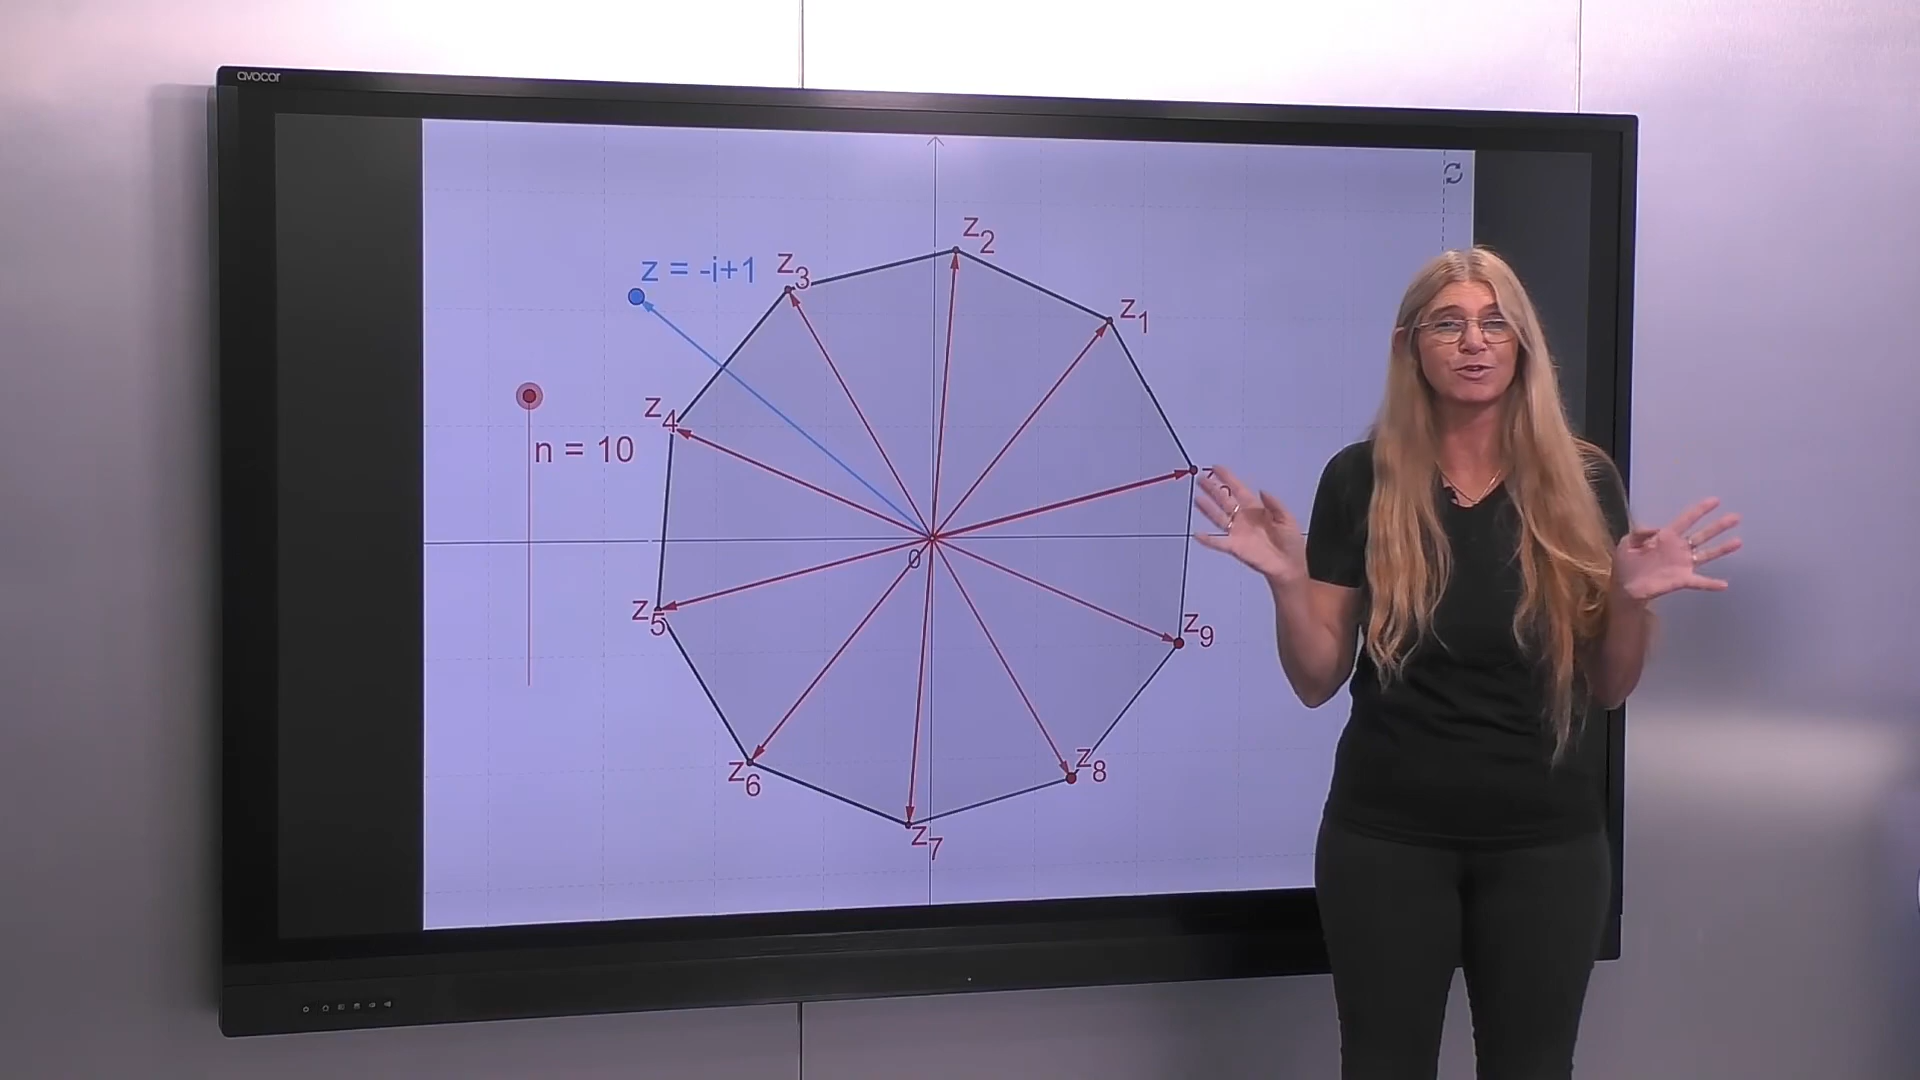 avocor
z₂
z = -i+1
z₃
z₁
z₄
n = 10
0
z₅
z₉
z₆
z₈
z₇